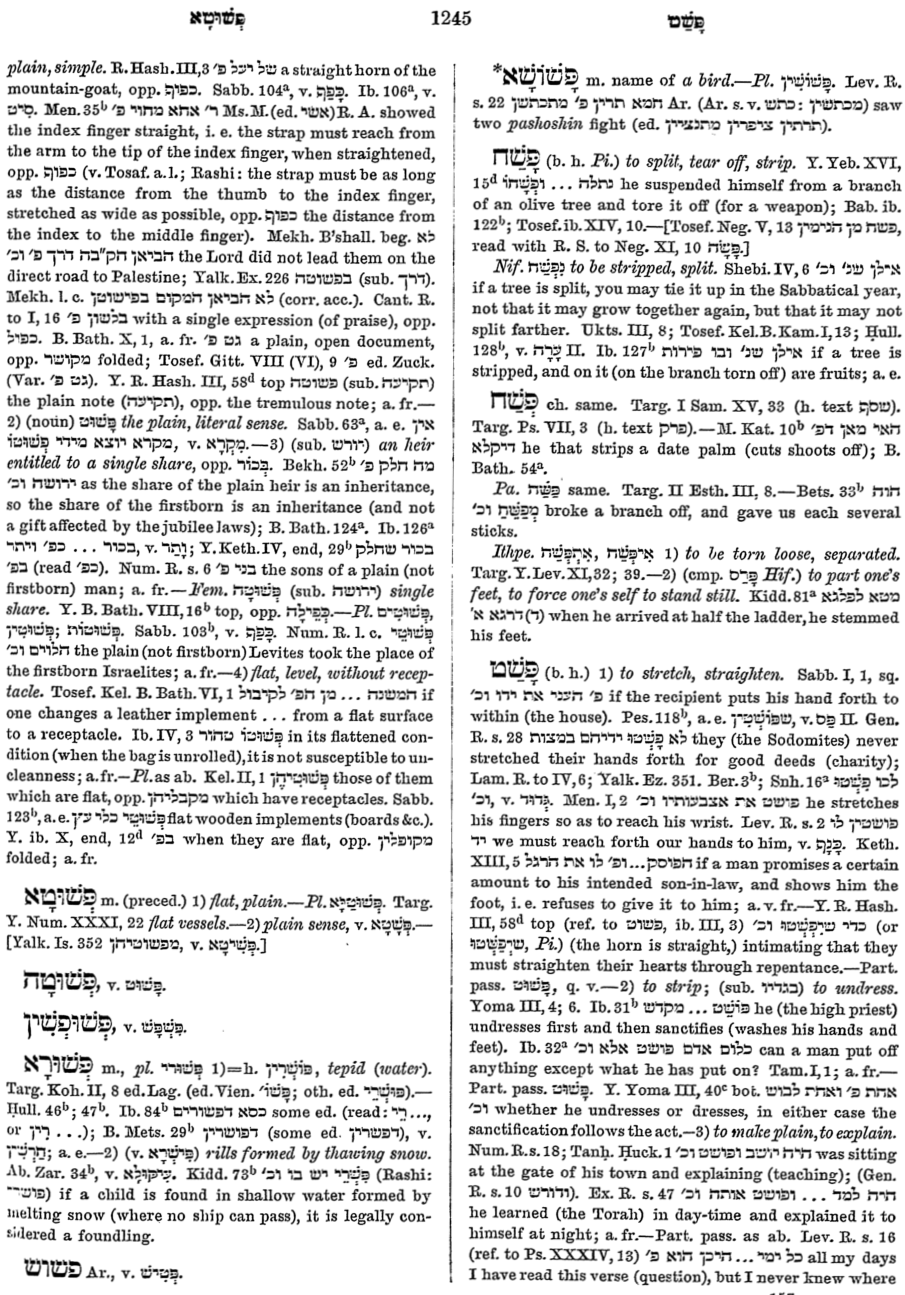 פְּשׁוּטָא 1245 פָּשַׁט
plain, simple. R. Hash. III, 3 של יעל פ׳ a straight horn of the
mountain-goat, opp. כפוף. Sabb. 104ᵃ, v. כָּפַף. Ib. 106ᵃ, v.
סיט. Men. 35ᵇ ר׳ אחא מחוי פ׳ Ms. M. (ed. אשי) R. A. showed
the index finger straight, i. e. the strap must reach from
the arm to the tip of the index finger, when straightened,
opp. כפוף (v. Tosaf. a. l.; Rashi: the strap must be as long
as the distance from the thumb to the index finger,
stretched as wide as possible, opp. כפוף the distance from
the index to the middle finger). Mekh. B'shall. beg. לא
הביאן הק"בה דרך פ׳ וכ׳ the Lord did not lead them on the
direct road to Palestine; Yalk. Ex. 226 בפשוטה (sub. דרך).
Mekh. l. c. לא הביאן המקום בפישוטן (corr. acc.). Cant. R.
to I, 16 בלשון פ׳ with a single expression (of praise), opp.
כפיל. B. Bath. X, 1, a. fr. גט פ׳ a plain, open document,
opp. מקושר folded; Tosef. Gitt. VIII (VI), 9 פ׳ ed. Zuck.
(Var. גט פ׳). Y. R. Hash. III, 58ᵈ top פשוטה (sub. תקיעה)
the plain note (תקיעה), opp. the tremulous note; a. fr.—
2) (noun) פְּשׁוּט the plain, literal sense. Sabb. 63ᵃ, a. e. אין
מקרא יוצא מידי פְּשׁוּטוֹ, v. מִקְרָא.—3) (sub. יורש) an heir
entitled to a single share, opp. בְּכוֹר. Bekh. 52ᵇ מה חלק פ׳
ירושה וכ׳ as the share of the plain heir is an inheritance,
so the share of the firstborn is an inheritance (and not
a gift affected by the jubilee laws); B. Bath. 124ᵃ. Ib. 126ᵃ
בכור ... כפ׳ ויתר, v. וָתַר; Y. Keth. IV, end, 29ᵇ בכור שחלק
בפ׳ (read כפ׳). Num. R. s. 6 בני פ׳ the sons of a plain (not
firstborn) man; a. fr.—Fem. פְּשׁוּטָה (sub. ירושה) single
share. Y. B. Bath. VIII, 16ᵇ top, opp. כְּפֵילָה.—Pl. פְּשׁוּטִים,
פְּשׁוּטִין; פְּשׁוּטוֹת. Sabb. 103ᵇ, v. כָּפַף. Num. R. l. c. פְּשׁוּטֵי
הלוים וכ׳ the plain (not firstborn) Levites took the place of
the firstborn Israelites; a. fr.—4) flat, level, without recep-
tacle. Tosef. Kel. B. Bath. VI, 1 המשנה ... מן הפ׳ לקיבול if
one changes a leather implement ... from a flat surface
to a receptacle. Ib. IV, 3 פְּשׁוּטוֹ טהור in its flattened con-
dition (when the bag is unrolled), it is not susceptible to un-
cleanness; a. fr.—Pl. as ab. Kel. II, 1 פְּשׁוּטֵיהֶן those of them
which are flat, opp. מקבליהן which have receptacles. Sabb.
123ᵇ, a. e. פְּשׁוּטֵי כלי עץ flat wooden implements (boards &c.).
Y. ib. X, end, 12ᵈ בפ׳ when they are flat, opp. מקופלין
folded; a. fr.
פְּשׁוּטָא m. (preced.) 1) flat, plain.—Pl. פְּשׁוּטַיָּא. Targ.
Y. Num. XXXI, 22 flat vessels.—2) plain sense, v. פְּשָׁטָא.—
[Yalk. Is. 352 מפשוטיהן, v. פְּשִׁיטָא.]
פְּשׁוּטָה, v. פָּשׁוּט.
פְּשׁוּפְּשִׁין, v. פִּשְׁפֵּשׁ.
פְּשׁוּרָא m., pl. פְּשׁוּרֵי 1)=h. פּוֹשְׁרִין, tepid (water).
Targ. Koh. II, 8 ed. Lag. (ed. Vien. פְּשׁוֹ׳; oth. ed. פּוּשְׁרֵי).—
Ḥull. 46ᵇ; 47ᵇ. Ib. 84ᵇ כסא דפשורים some ed. (read: רֵי ...,
or רִין ...); B. Mets. 29ᵇ דפושרין (some ed. דפשרין), v.
חַרְשִׁין; a. e.—2) (v. פִּישְׁרָא) rills formed by thawing snow.
Ab. Zar. 34ᵇ, v. עִיקּוּלָא. Kidd. 73ᵇ פְּשָׁרֵי יש בו וכ׳ (Rashi:
פושר־) if a child is found in shallow water formed by
melting snow (where no ship can pass), it is legally con-
sidered a foundling.
פשוש Ar., v. פַּטִּישׁ.
*פָּשׁוֹשָׁא m. name of a bird.—Pl. פָּשׁוֹשִׁין. Lev. R.
s. 22 חמא תרין פ׳ מתכתשן Ar. (Ar. s. v. כתש: מכתשין) saw
two pashoshin fight (ed. תרתין ציפרין מתנציין).
פָּשַׁח (b. h. Pi.) to split, tear off, strip. Y. Yeb. XVI,
15ᵈ נתלה ... וּפְשָׁחוֹ he suspended himself from a branch
of an olive tree and tore it off (for a weapon); Bab. ib.
122ᵇ; Tosef. ib. XIV, 10.—[Tosef. Neg. V, 13 פשח מן הנימין,
read with R. S. to Neg. XI, 10 פָּשָׂה.]
Nif. נִפְשַׁח to be stripped, split. Shebi. IV, 6 אילן שנ׳ וכ׳
if a tree is split, you may tie it up in the Sabbatical year,
not that it may grow together again, but that it may not
split farther. Ukts. III, 8; Tosef. Kel. B. Kam. I, 13; Ḥull.
128ᵇ, v. עָרָה II. Ib. 127ᵇ אילן שנ׳ ובו פירות if a tree is
stripped, and on it (on the branch torn off) are fruits; a. e.
פְּשַׁח ch. same. Targ. I Sam. XV, 33 (h. text שסף).
Targ. Ps. VII, 3 (h. text פרק).—M. Kat. 10ᵇ האי מאן דפ׳
דיקלא he that strips a date palm (cuts shoots off); B.
Bath. 54ᵃ.
Pa. פַּשַּׁח same. Targ. II Esth. III, 8.—Bets. 33ᵇ הוה
מְפַשַּׁח וכ׳ broke a branch off, and gave us each several
sticks.
Ithpe. אִתְפְּשַׁח, אִיפְּשַׁח 1) to be torn loose, separated.
Targ. Y. Lev. XI, 32; 39.—2) (cmp. פָּרַס Hif.) to part one's
feet, to force one's self to stand still. Kidd. 81ᵃ מטא לפלגא
(ד)דרגא א׳ when he arrived at half the ladder, he stemmed
his feet.
פָּשַׁט (b. h.) 1) to stretch, straighten. Sabb. I, 1, sq.
פ׳ העני את ידו וכ׳ if the recipient puts his hand forth to
within (the house). Pes. 118ᵇ, a. e. שפּוֹשְׁטִין, v. פַּס II. Gen.
R. s. 28 לא פָּשְׁטוּ ידיהם במצות they (the Sodomites) never
stretched their hands forth for good deeds (charity);
Lam. R. to IV, 6; Yalk. Ez. 351. Ber. 3ᵇ; Snh. 16ᵃ לכו פִּשְׁטוּ
וכ׳, v. גְּדוּד. Men. I, 2 פושט את אצבעותיו וכ׳ he stretches
his fingers so as to reach his wrist. Lev. R. s. 2 פושטין לו
יד we must reach forth our hands to him, v. כָּנָף. Keth.
XIII, 5 הפוסק...ופ׳ לו את הרגל if a man promises a certain
amount to his intended son-in-law, and shows him the
foot, i. e. refuses to give it to him; a. v. fr.—Y. R. Hash.
III, 58ᵈ top (ref. to פשוט, ib. III, 3) כדי שיִפְשְׁטוּ וכ׳ (or
שיְפַשְּׁטוּ, Pi.) (the horn is straight,) intimating that they
must straighten their hearts through repentance.—Part.
pass. פָּשׁוּט, q. v.—2) to strip; (sub. בגדיו) to undress.
Yoma III, 4; 6. Ib. 31ᵇ פּוֹשֵׁט ... מקדש he (the high priest)
undresses first and then sanctifies (washes his hands and
feet). Ib. 32ᵃ כלום אדם פושט אלא וכ׳ can a man put off
anything except what he has put on? Tam. I, 1; a. fr.—
Part. pass. פָּשׁוּט. Y. Yoma III, 40ᶜ bot. אחת פ׳ ואחת לבוש
וכ׳ whether he undresses or dresses, in either case the
sanctification follows the act.—3) to make plain, to explain.
Num. R. s. 18; Tanḥ. Ḥuck. 1 היה יושב ופושט וכ׳ was sitting
at the gate of his town and explaining (teaching); (Gen.
R. s. 10 ודורש). Ex. R. s. 47 היה למד ... ופושט אותה וכ׳
he learned (the Torah) in day-time and explained it to
himself at night; a. fr.—Part. pass. as ab. Lev. R. s. 16
(ref. to Ps. XXXIV, 13) כל ימי ... היכן הוא פ׳ all my days
I have read this verse (question), but I never knew where